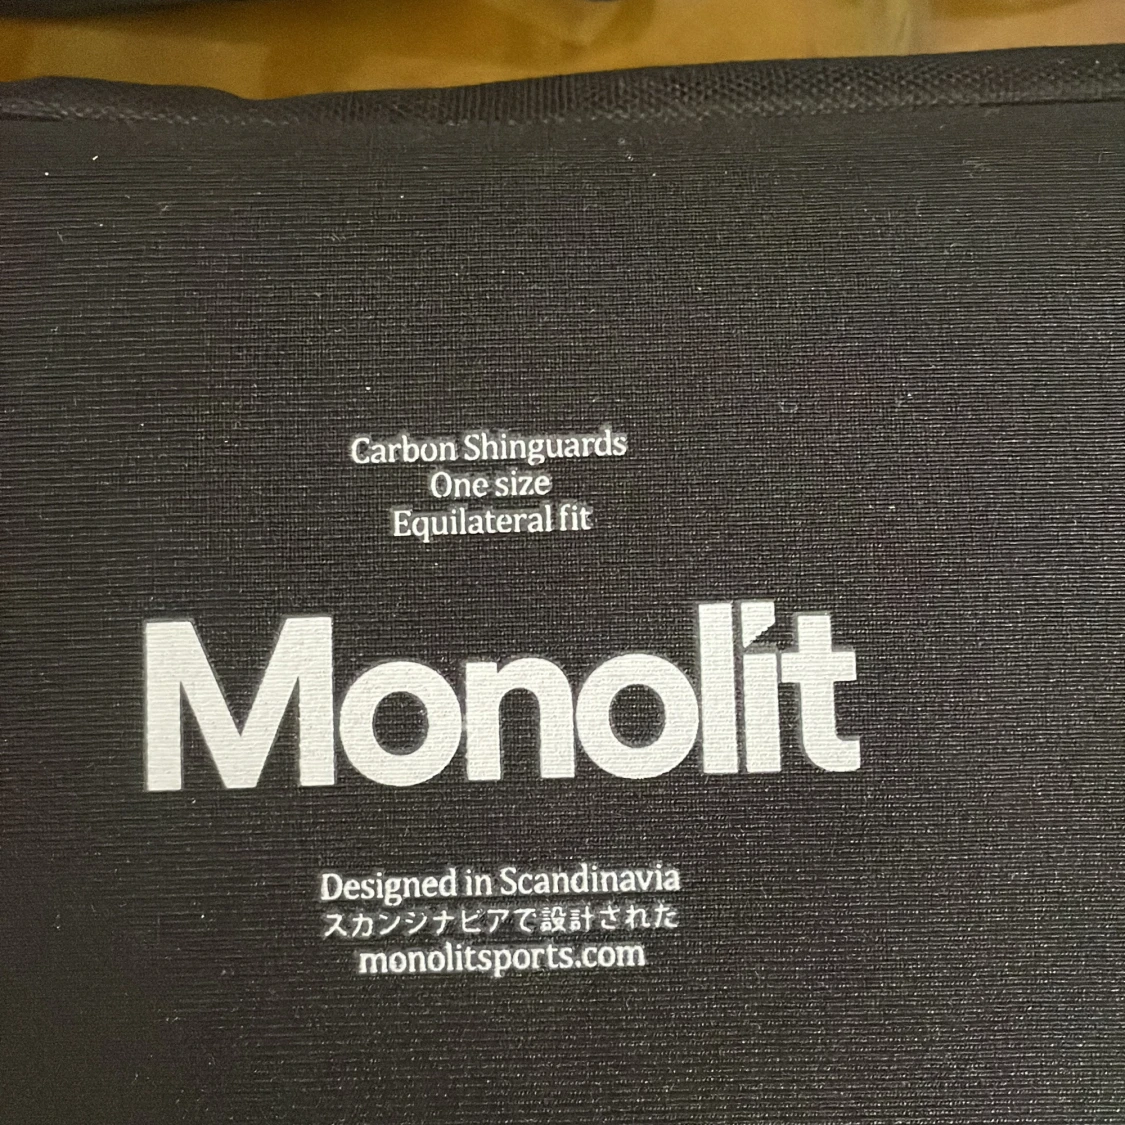 Carbon Shinguards
One size
Equilateral fit
Monolit
Designed in Scandinavia
スカンジナビアで設計された
monolitsports.com